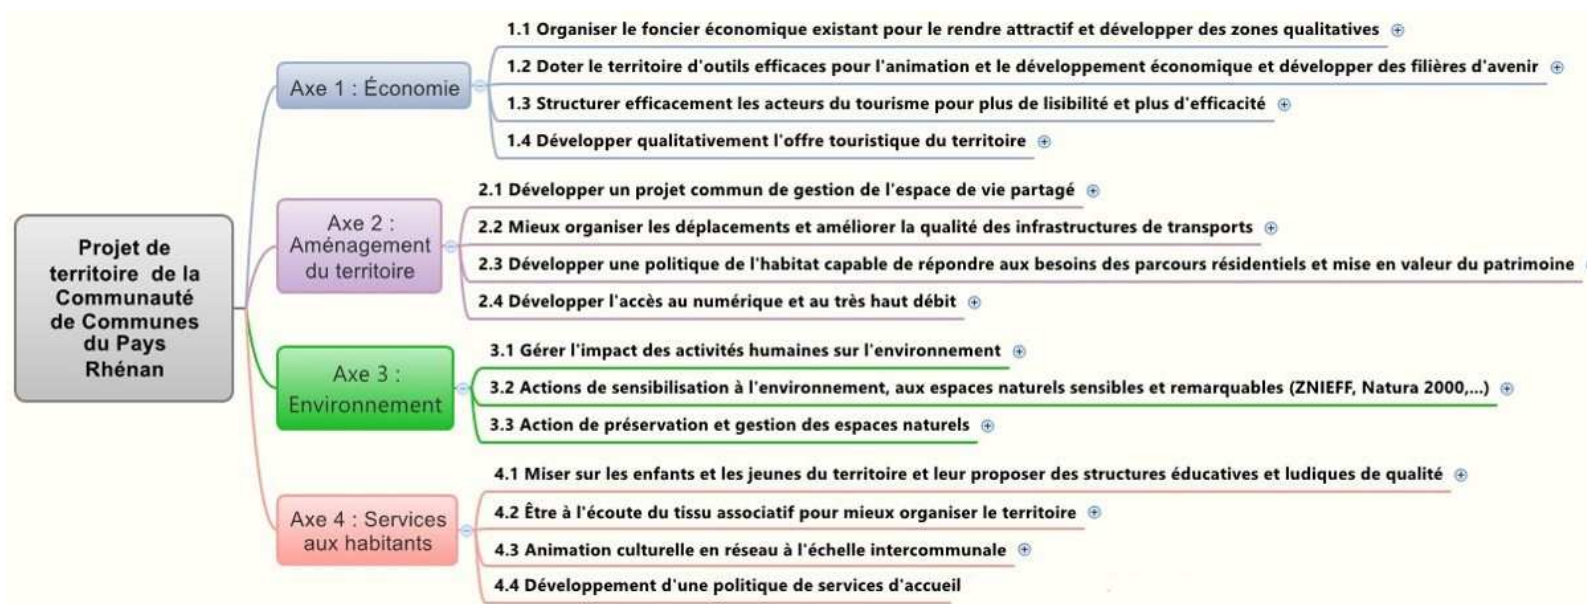 Projet de
territoire de la
Communauté
de Communes
du Pays
Rhénan
Axe 1 : Économie
1.1 Organiser le foncier économique existant pour le rendre attractif et développer des zones qualitatives
1.2 Doter le territoire d'outils efficaces pour l'animation et le développement économique et développer des filières d'avenir
1.3 Structurer efficacement les acteurs du tourisme pour plus de lisibilité et plus d'efficacité
1.4 Développer qualitativement l'offre touristique du territoire
Axe 2 :
Aménagement
du territoire
2.1 Développer un projet commun de gestion de l'espace de vie partagé
2.2 Mieux organiser les déplacements et améliorer la qualité des infrastructures de transports
2.3 Développer une politique de l'habitat capable de répondre aux besoins des parcours résidentiels et mise en valeur du patrimoine
2.4 Développer l'accès au numérique et au très haut débit
Axe 3 :
Environnement
3.1 Gérer l'impact des activités humaines sur l'environnement
3.2 Actions de sensibilisation à l'environnement, aux espaces naturels sensibles et remarquables (ZNIEFF, Natura 2000,...)
3.3 Action de préservation et gestion des espaces naturels
Axe 4 : Services
aux habitants
4.1 Miser sur les enfants et les jeunes du territoire et leur proposer des structures éducatives et ludiques de qualité
4.2 Être à l'écoute du tissu associatif pour mieux organiser le territoire
4.3 Animation culturelle en réseau à l'échelle intercommunale
4.4 Développement d'une politique de services d'accueil